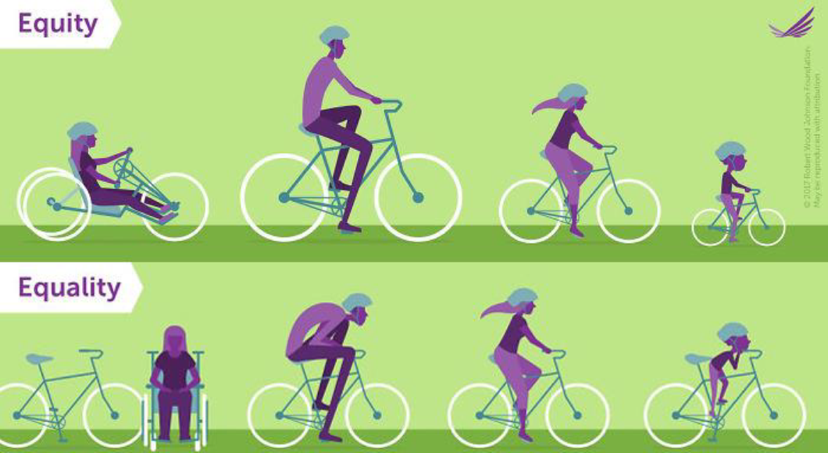 Equity
© 2017 Robert Wood Johnson Foundation.
May be reproduced with attribution
Equality